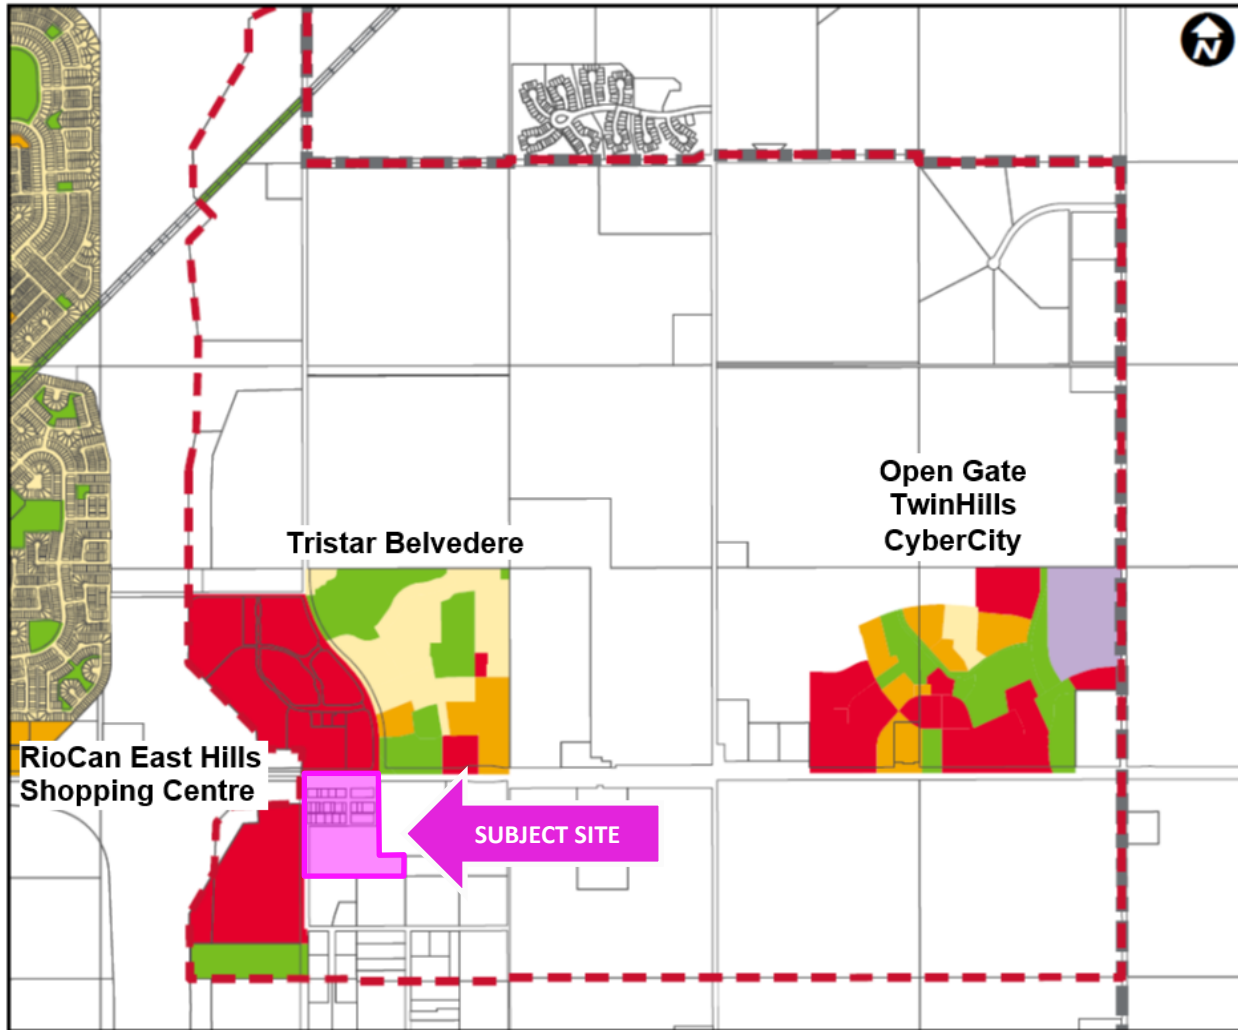 N
Open Gate
TwinHills
CyberCity
Tristar Belvedere
RioCan East Hills
Shopping Centre
SUBJECT SITE